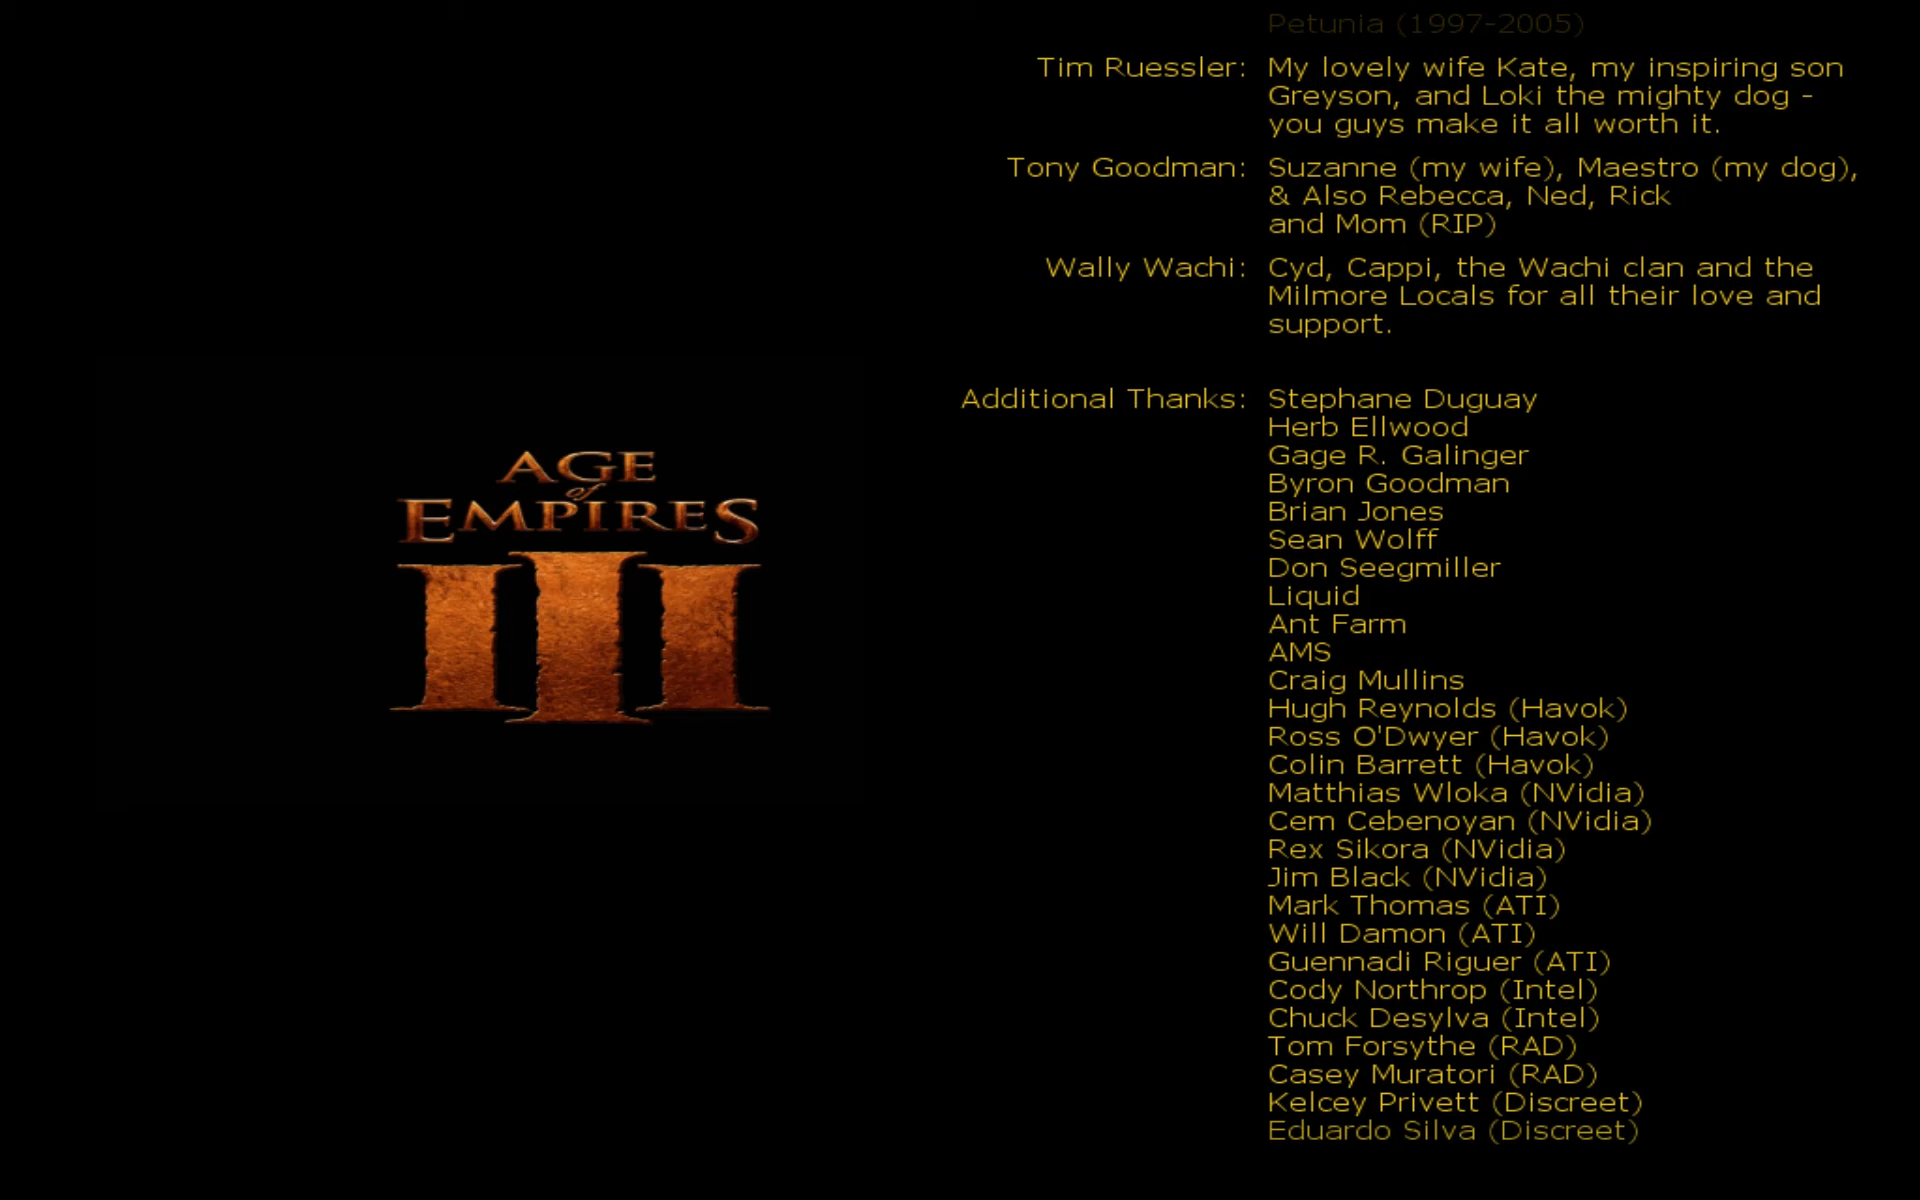 Petunia (1997-2005)
Tim Ruessler: My lovely wife Kate, my inspiring son
Greyson, and Loki the mighty dog -
you guys make it all worth it.
Tony Goodman: Suzanne (my wife), Maestro (my dog),
& Also Rebecca, Ned, Rick
and Mom (RIP)
Wally Wachi: Cyd, Cappi, the Wachi clan and the
Milmore Locals for all their love and
support.
Additional Thanks: Stephane Duguay
Herb Ellwood
Gage R. Galinger
Byron Goodman
Brian Jones
Sean Wolff
Don Seegmiller
Liquid
Ant Farm
AMS
Craig Mullins
Hugh Reynolds (Havok)
Ross O'Dwyer (Havok)
Colin Barrett (Havok)
Matthias Wloka (NVidia)
Cem Cebenoyan (NVidia)
Rex Sikora (NVidia)
Jim Black (NVidia)
Mark Thomas (ATI)
Will Damon (ATI)
Guennadi Riguer (ATI)
Cody Northrop (Intel)
Chuck Desylva (Intel)
Tom Forsythe (RAD)
Casey Muratori (RAD)
Kelcey Privett (Discreet)
Eduardo Silva (Discreet)
AGE
of
EMPIRES
III